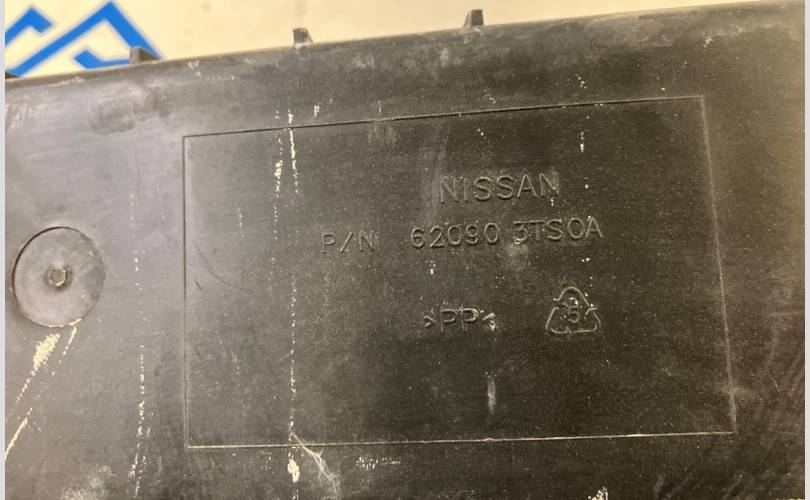 NISSAN
P/N 62090 3TS0A
>PP<
5